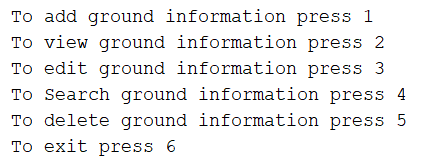 To add ground information press 1
To view ground information press 2
To edit ground information press 3
To Search ground information press 4
To delete ground information press 5
To exit press 6